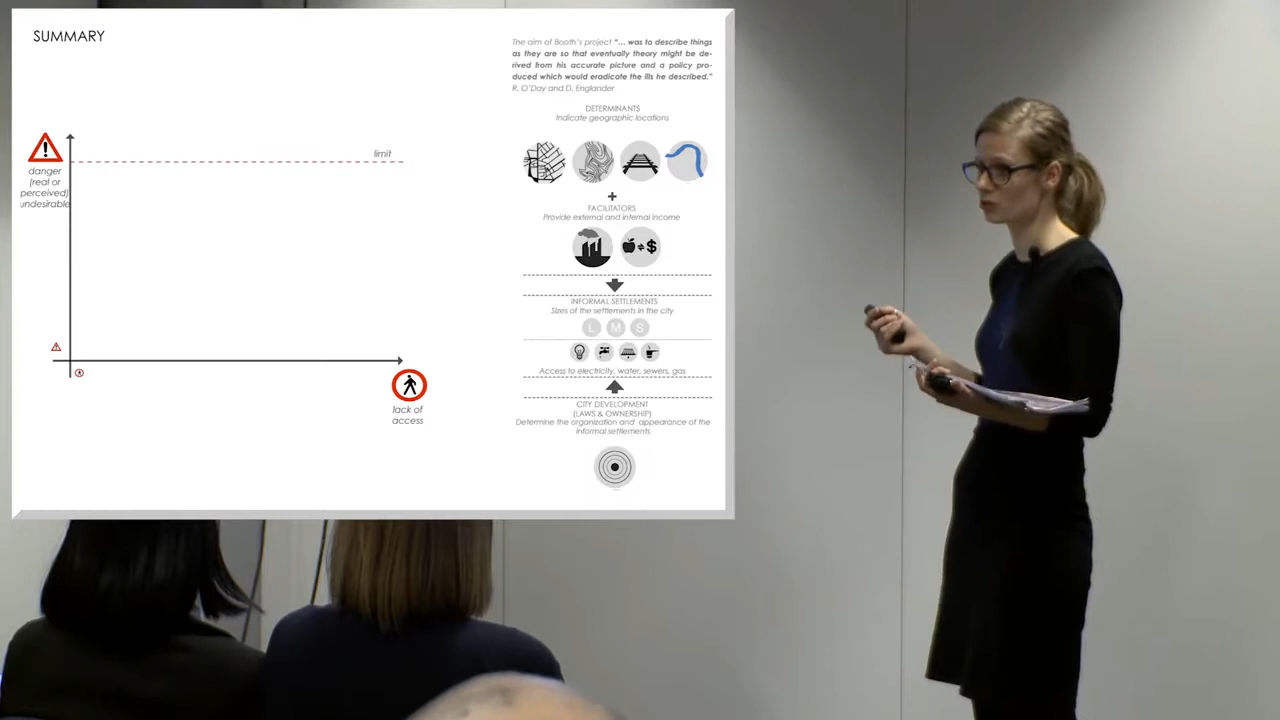 SUMMARY
The aim of Booth's project "... was to describe things
as they are so that eventually theory might be de-
rived from his accurate picture and a policy pro-
duced which would eradicate the ills he described."
R. O'Day and D. Englander
DETERMINANTS
Indicate geographic locations
limit
danger
(real or
perceived)
undesirable
+
FACILITATORS
Provide external and internal income
$
INFORMAL SETTLEMENTS
Sizes of the settlements in the city
L M S
Access to electricity, water, sewers, gas
lack of
access
CITY DEVELOPMENT
(LAWS & OWNERSHIP)
Determine the organization and appearance of the
informal settlements